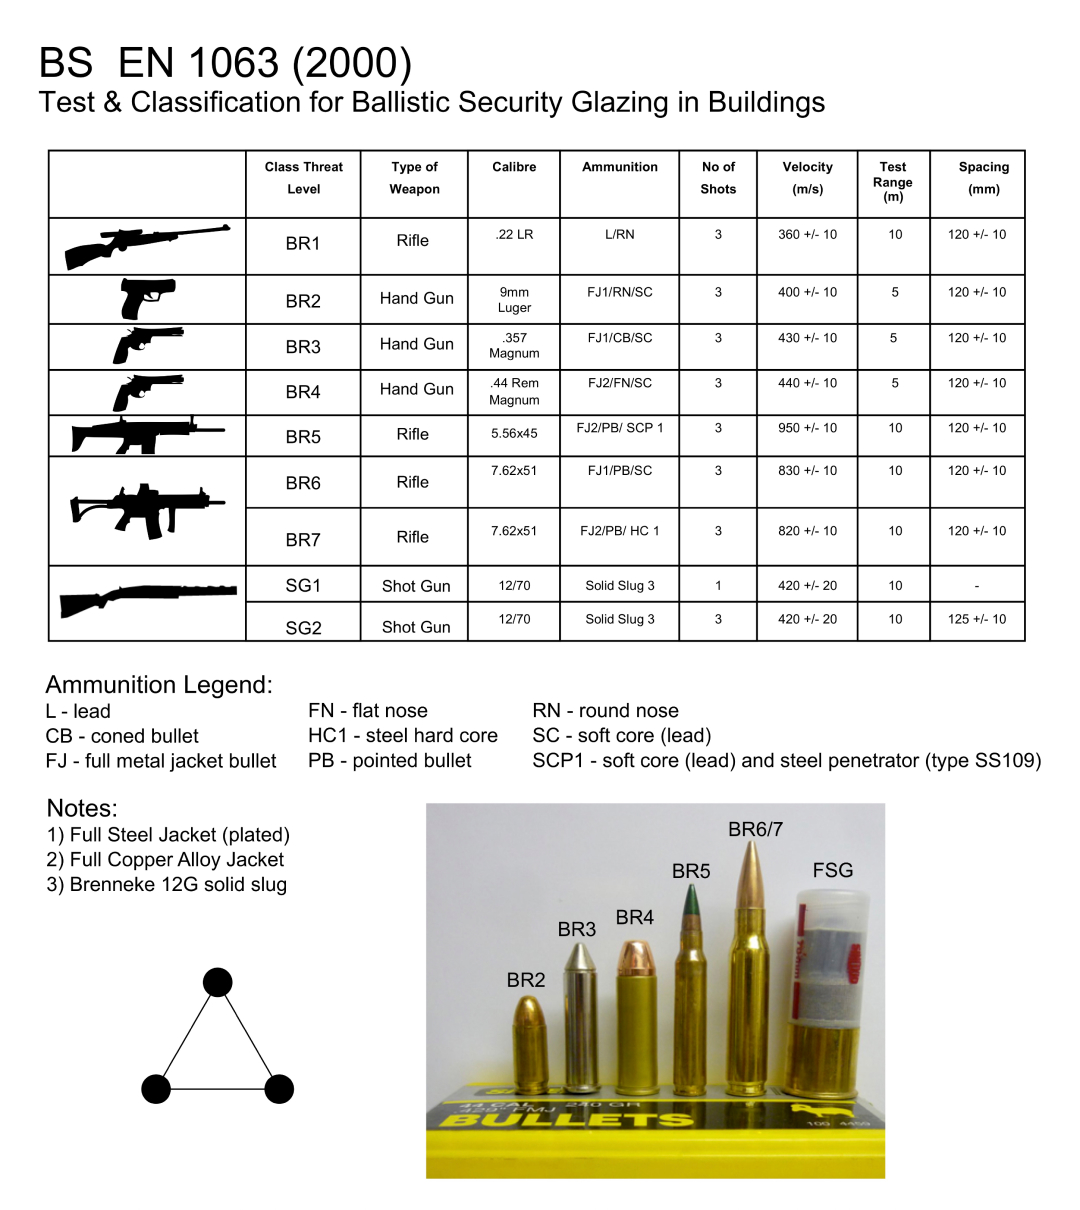 BS EN 1063 (2000)
Test & Classification for Ballistic Security Glazing in Buildings
Class Threat Level Type of Weapon Calibre Ammunition No of Shots Velocity (m/s) Test Range (m) Spacing (mm)
BR1 Rifle .22 LR L/RN 3 360 +/- 10 10 120 +/- 10
BR2 Hand Gun 9mm Luger FJ1/RN/SC 3 400 +/- 10 5 120 +/- 10
BR3 Hand Gun .357 Magnum FJ1/CB/SC 3 430 +/- 10 5 120 +/- 10
BR4 Hand Gun .44 Rem Magnum FJ2/FN/SC 3 440 +/- 10 5 120 +/- 10
BR5 Rifle 5.56x45 FJ2/PB/ SCP 1 3 950 +/- 10 10 120 +/- 10
BR6 Rifle 7.62x51 FJ1/PB/SC 3 830 +/- 10 10 120 +/- 10
BR7 Rifle 7.62x51 FJ2/PB/ HC 1 3 820 +/- 10 10 120 +/- 10
SG1 Shot Gun 12/70 Solid Slug 3 1 420 +/- 20 10 -
SG2 Shot Gun 12/70 Solid Slug 3 3 420 +/- 20 10 125 +/- 10
Ammunition Legend:
L - lead FN - flat nose RN - round nose
CB - coned bullet HC1 - steel hard core SC - soft core (lead)
FJ - full metal jacket bullet PB - pointed bullet SCP1 - soft core (lead) and steel penetrator (type SS109)
Notes:
1) Full Steel Jacket (plated)
2) Full Copper Alloy Jacket
3) Brenneke 12G solid slug
BR2
BR3
BR4
BR5
BR6/7
FSG
44 CAL 240 GR
.429" FMJ
BULLETS
100 4459